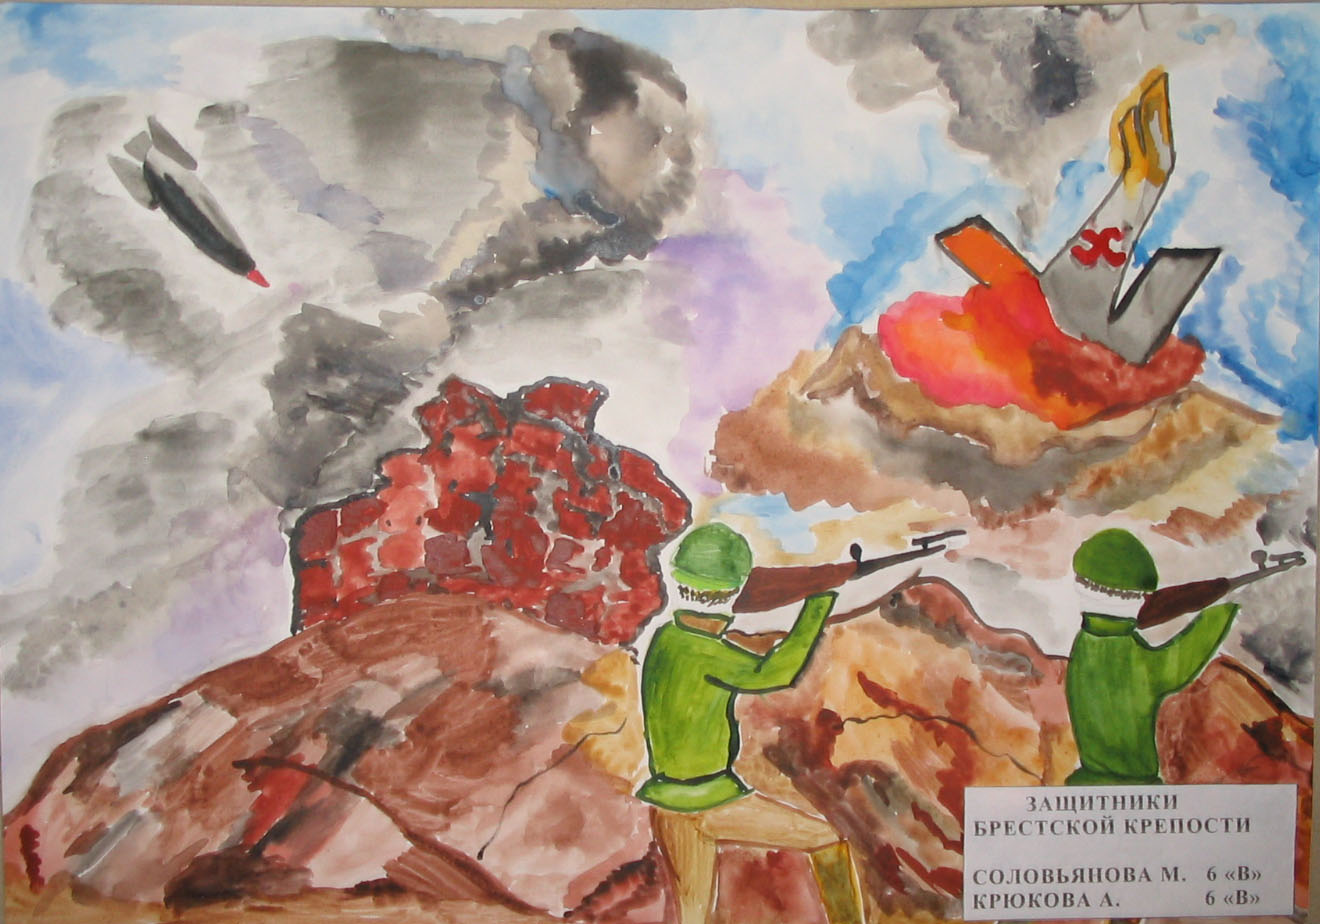 ЗАЩИТНИКИ
БРЕСТСКОЙ КРЕПОСТИ
СОЛОВЬЯНОВА М. 6 «В»
КРЮКОВА А. 6 «В»